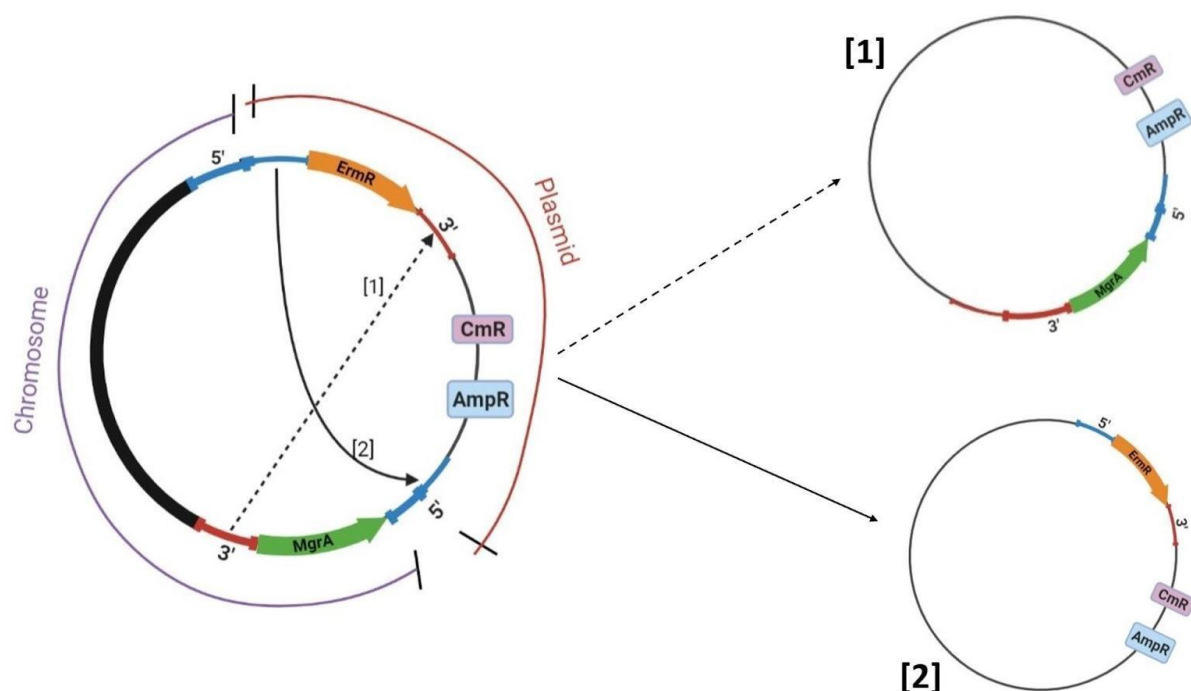 Chromosome
Plasmid
5'
ErmR
3'
[1]
CmR
AmpR
[2]
5'
MgrA
3'
[1]
CmR
AmpR
5'
MgrA
3'
5'
ErmR
3'
CmR
AmpR
[2]